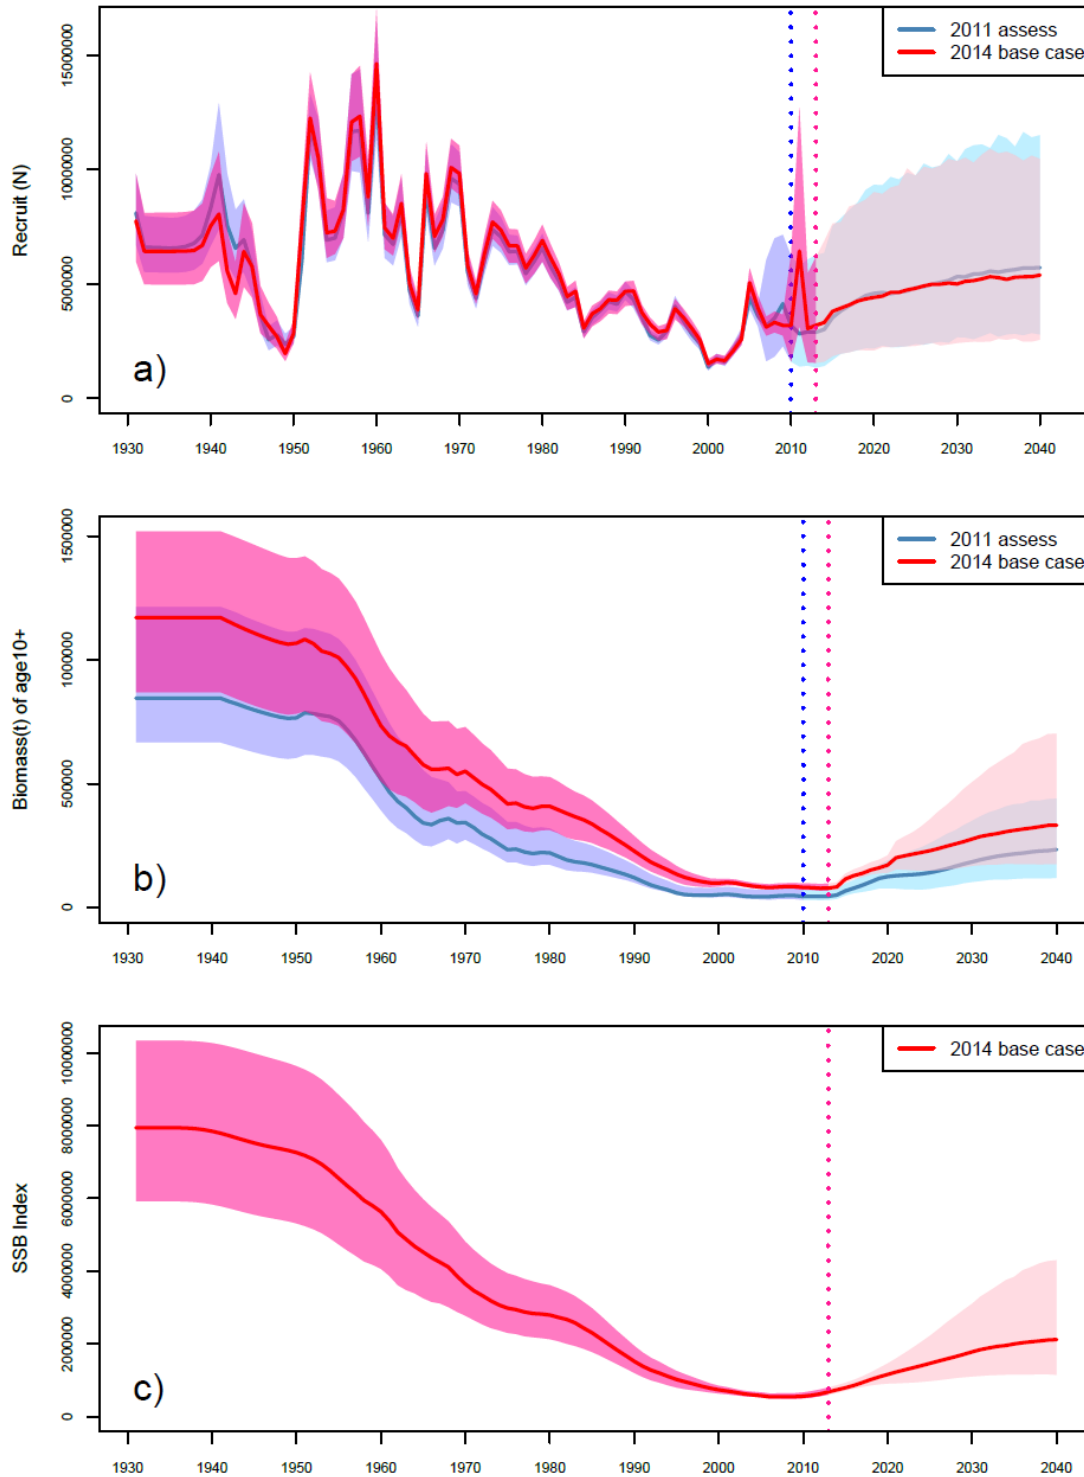 2011 assess
2014 base case
Recruit (N)
15000000
10000000
5000000
0
a)
1930 1940 1950 1960 1970 1980 1990 2000 2010 2020 2030 2040
2011 assess
2014 base case
Biomass(t) of age10+
1500000
1000000
500000
0
b)
1930 1940 1950 1960 1970 1980 1990 2000 2010 2020 2030 2040
2014 base case
SSB Index
10000000
8000000
6000000
4000000
2000000
0
c)
1930 1940 1950 1960 1970 1980 1990 2000 2010 2020 2030 2040